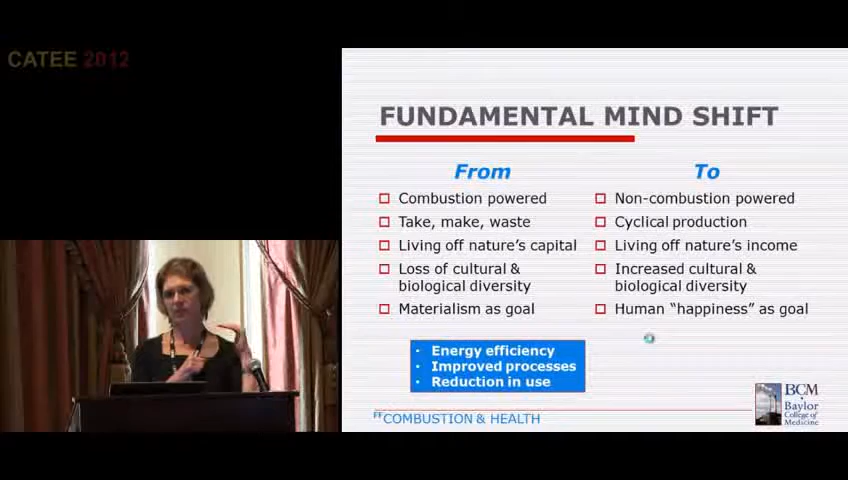 CATEE 2012
FUNDAMENTAL MIND SHIFT
From
Combustion powered
Take, make, waste
Living off nature's capital
Loss of cultural &
biological diversity
Materialism as goal
To
Non-combustion powered
Cyclical production
Living off nature's income
Increased cultural &
biological diversity
Human “happiness” as goal
• Energy efficiency
• Improved processes
• Reduction in use
COMBUSTION & HEALTH
BCM
Baylor
College of
Medicine